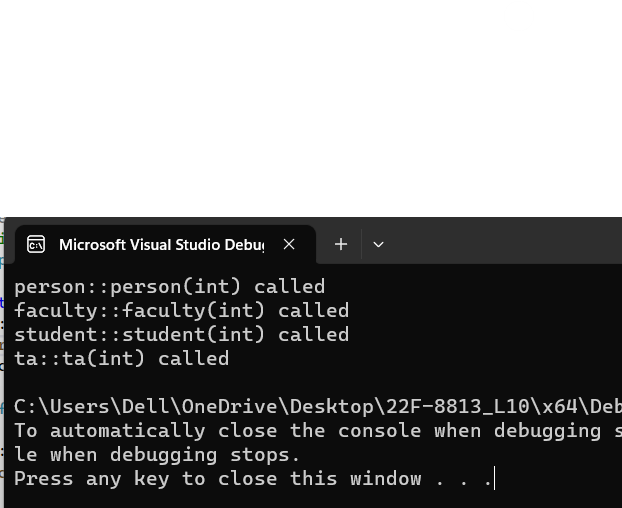 Microsoft Visual Studio Debug
person::person(int) called
faculty::faculty(int) called
student::student(int) called
ta::ta(int) called
C:\Users\Dell\OneDrive\Desktop\22F-8813_L10\x64\Deb
To automatically close the console when debugging s
le when debugging stops.
Press any key to close this window . . .